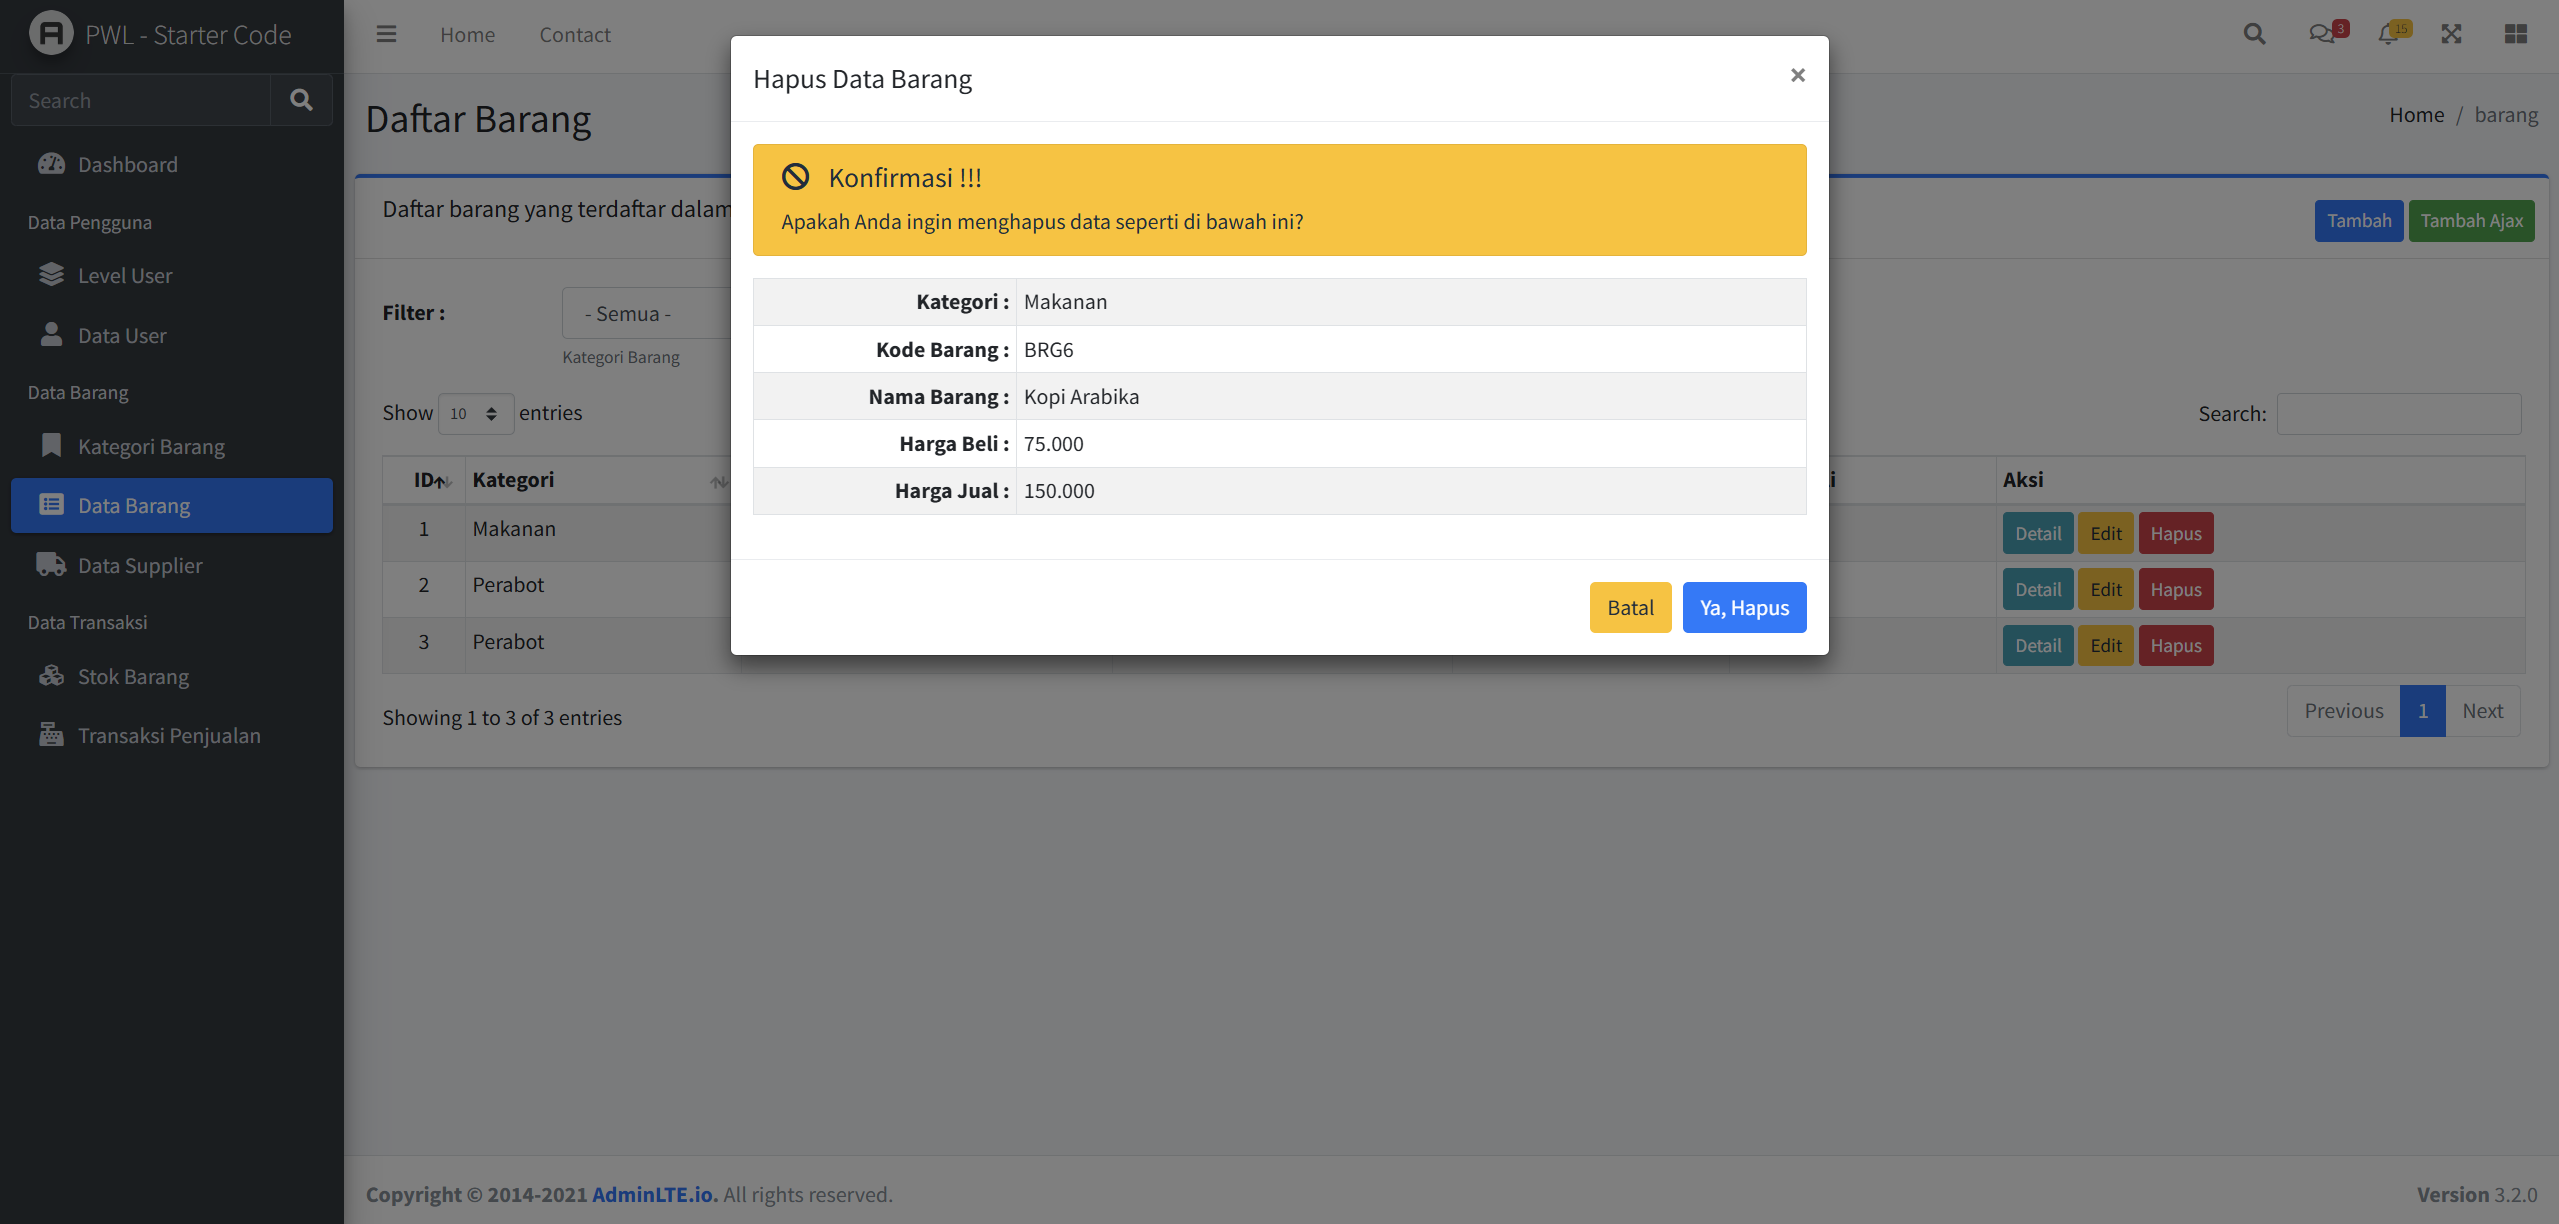 PWL - Starter Code
Search
Dashboard
Data Pengguna
Level User
Data User
Data Barang
Kategori Barang
Data Barang
Data Supplier
Data Transaksi
Stok Barang
Transaksi Penjualan
Home Contact
3 15
Daftar Barang
Home / barang
Daftar barang yang terdaftar dalam
Tambah Tambah Ajax
Filter :
- Semua -
Kategori Barang
Show 10 entries
Search:
ID Kategori i Aksi
1 Makanan Detail Edit Hapus
2 Perabot Detail Edit Hapus
3 Perabot Detail Edit Hapus
Showing 1 to 3 of 3 entries
Previous 1 Next
Hapus Data Barang
×
Konfirmasi !!!
Apakah Anda ingin menghapus data seperti di bawah ini?
Kategori : Makanan
Kode Barang : BRG6
Nama Barang : Kopi Arabika
Harga Beli : 75.000
Harga Jual : 150.000
Batal Ya, Hapus
Copyright © 2014-2021 AdminLTE.io. All rights reserved.
Version 3.2.0